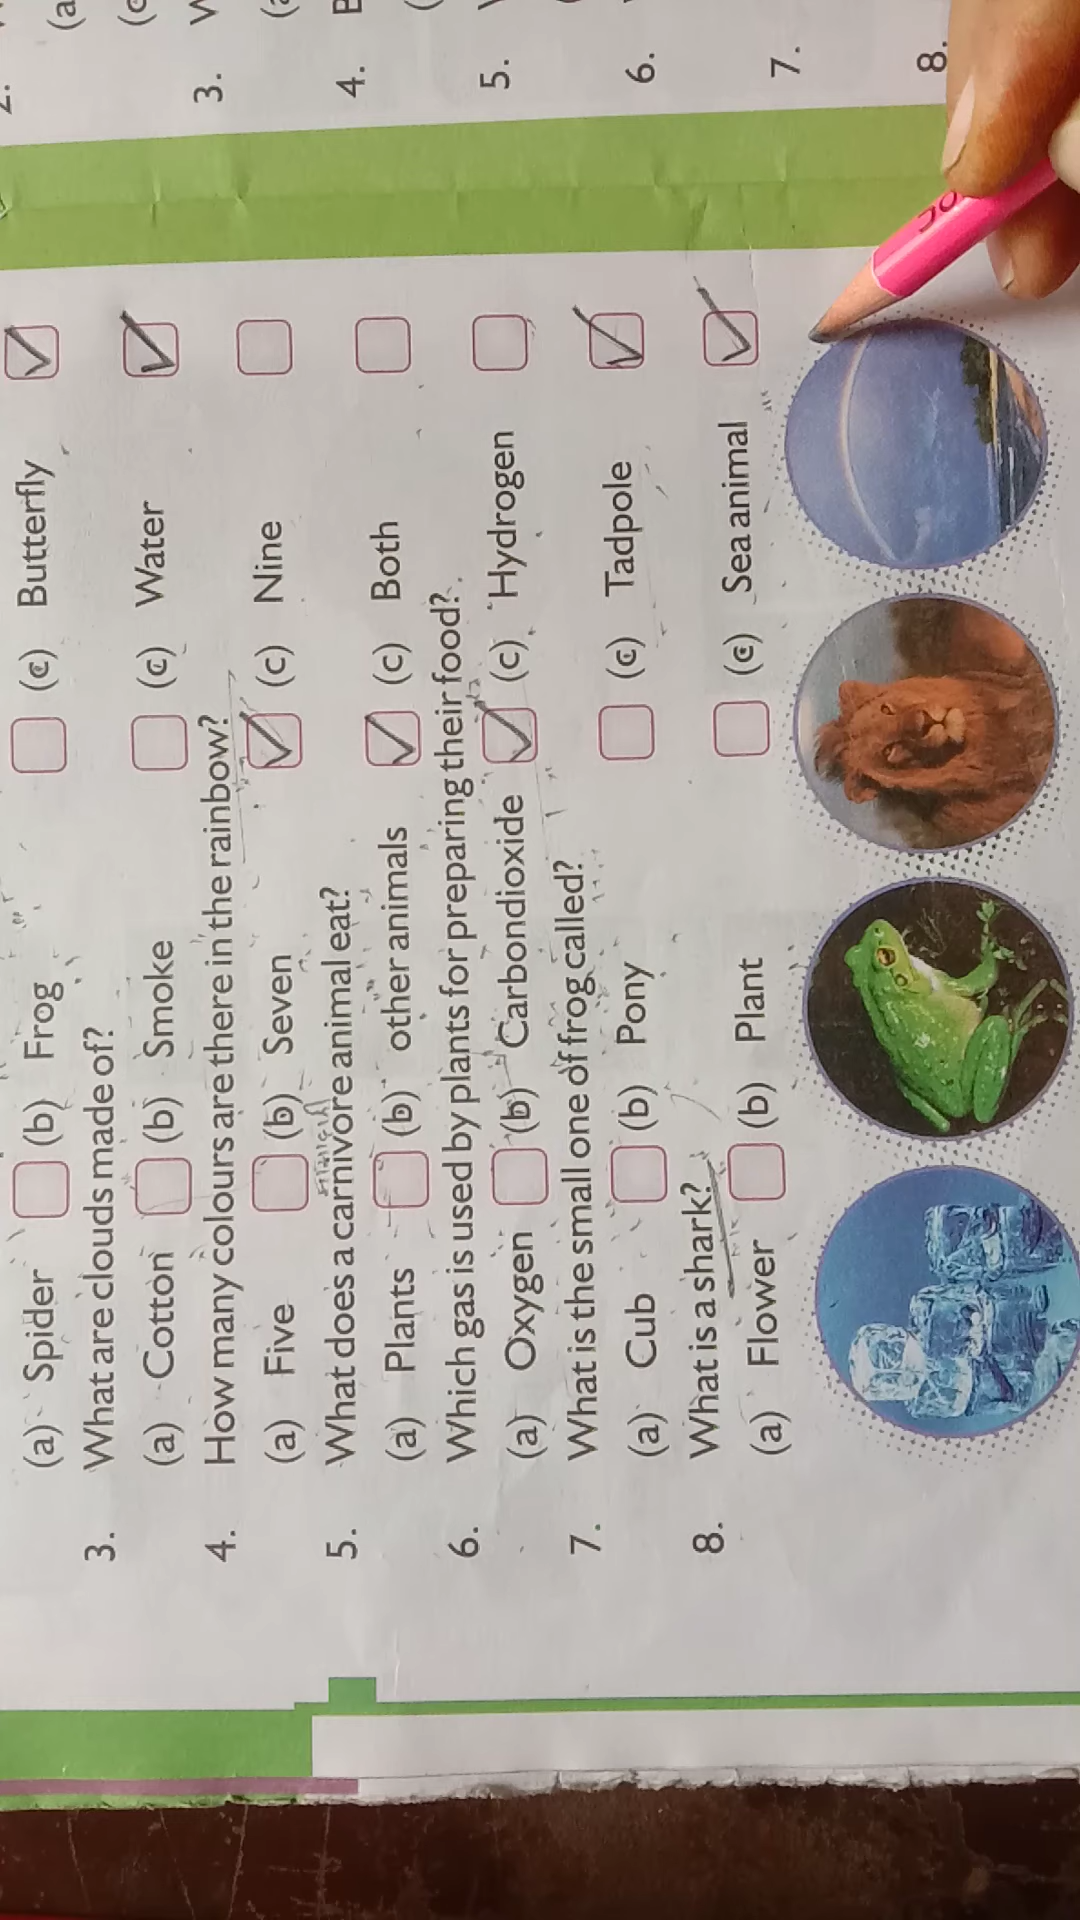 (a) Spider (b) Frog (c) Butterfly
3. What are clouds made of?
(a) Cotton (b) Smoke (c) Water
4. How many colours are there in the rainbow?
(a) Five (b) Seven (c) Nine
5. What does a carnivore animal eat?
(a) Plants (b) other animals (c) Both
6. Which gas is used by plants for preparing their food?
(a) Oxygen (b) Carbondioxide (c) Hydrogen
7. What is the small one of frog called?
(a) Cub (b) Pony (c) Tadpole
8. What is a shark?
(a) Flower (b) Plant (c) Sea animal
3.
4.
5.
6.
7.
8.